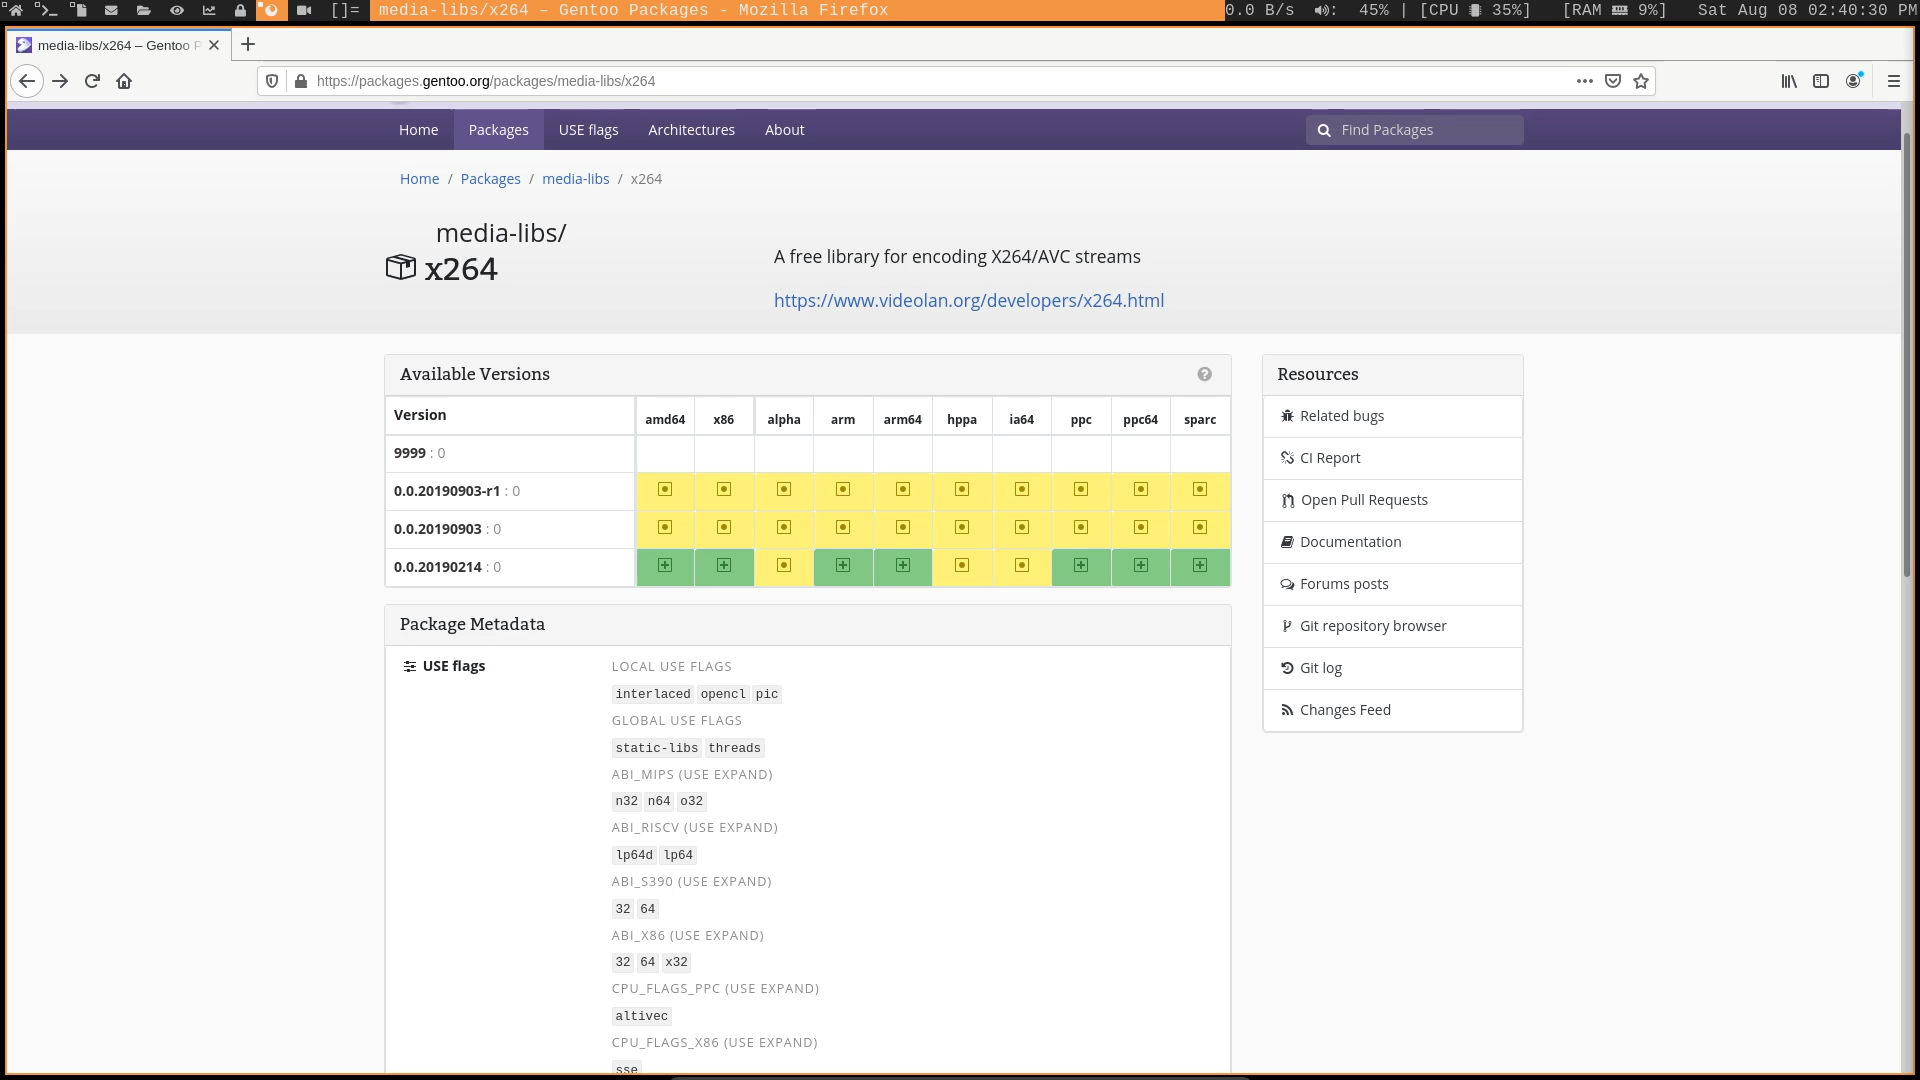 []= media-libs/x264 – Gentoo Packages - Mozilla Firefox 0.0 B/s 45% | [CPU 35%] [RAM 9%] Sat Aug 08 02:40:30 PM
media-libs/x264 – Gentoo P
https://packages.gentoo.org/packages/media-libs/x264
Home Packages USE flags Architectures About Find Packages
Home / Packages / media-libs / x264
media-libs/
x264
A free library for encoding X264/AVC streams
https://www.videolan.org/developers/x264.html
Available Versions
Version amd64 x86 alpha arm arm64 hppa ia64 ppc ppc64 sparc
9999 : 0
0.0.20190903-r1 : 0
0.0.20190903 : 0
0.0.20190214 : 0
Resources
Related bugs
CI Report
Open Pull Requests
Documentation
Forums posts
Git repository browser
Git log
Changes Feed
Package Metadata
USE flags
LOCAL USE FLAGS
interlaced opencl pic
GLOBAL USE FLAGS
static-libs threads
ABI_MIPS (USE EXPAND)
n32 n64 o32
ABI_RISCV (USE EXPAND)
lp64d lp64
ABI_S390 (USE EXPAND)
32 64
ABI_X86 (USE EXPAND)
32 64 x32
CPU_FLAGS_PPC (USE EXPAND)
altivec
CPU_FLAGS_X86 (USE EXPAND)
sse